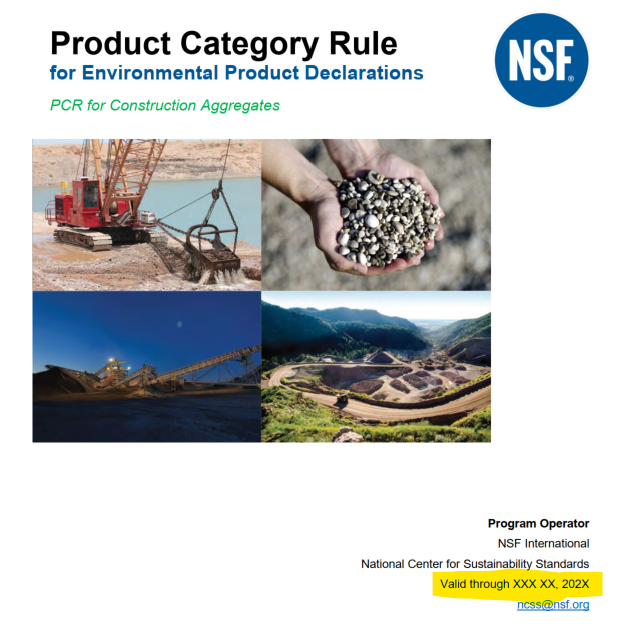 Product Category Rule
for Environmental Product Declarations
PCR for Construction Aggregates
NSF®
Program Operator
NSF International
National Center for Sustainability Standards
Valid through XXX XX, 202X
ncss@nsf.org